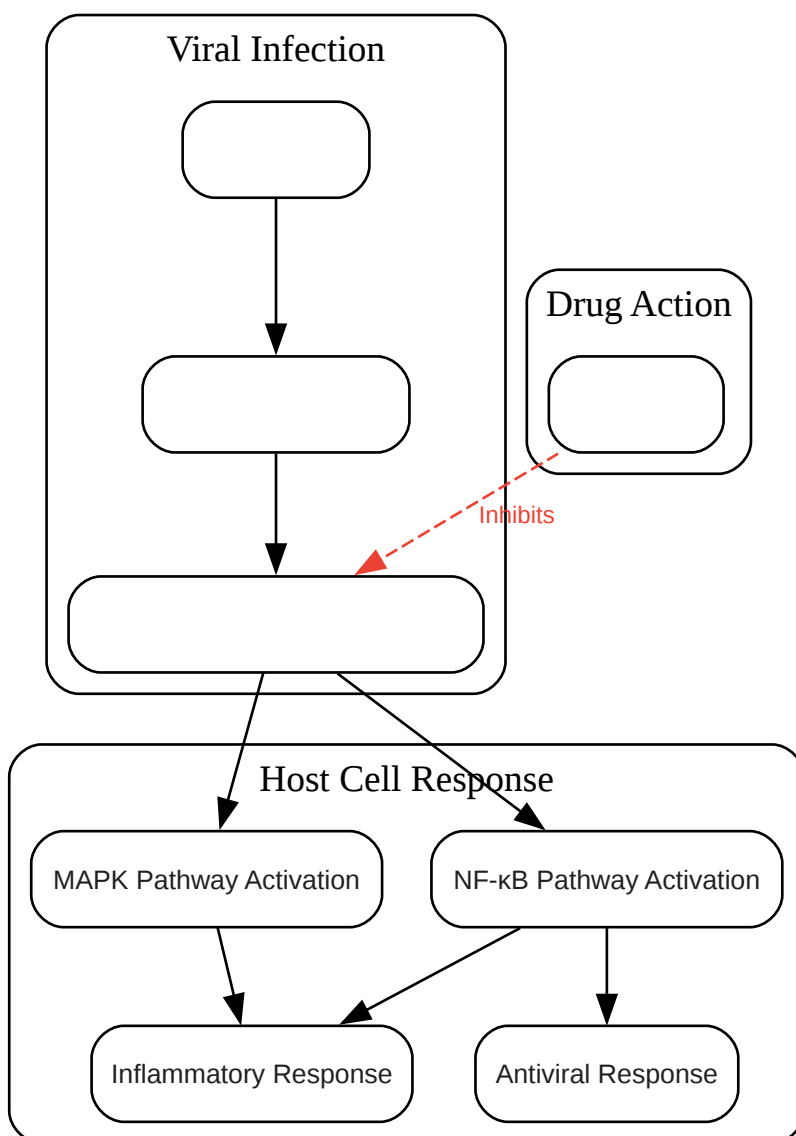 Viral Infection
Drug Action
Inhibits
Host Cell Response
MAPK Pathway Activation
NF-κB Pathway Activation
Inflammatory Response
Antiviral Response